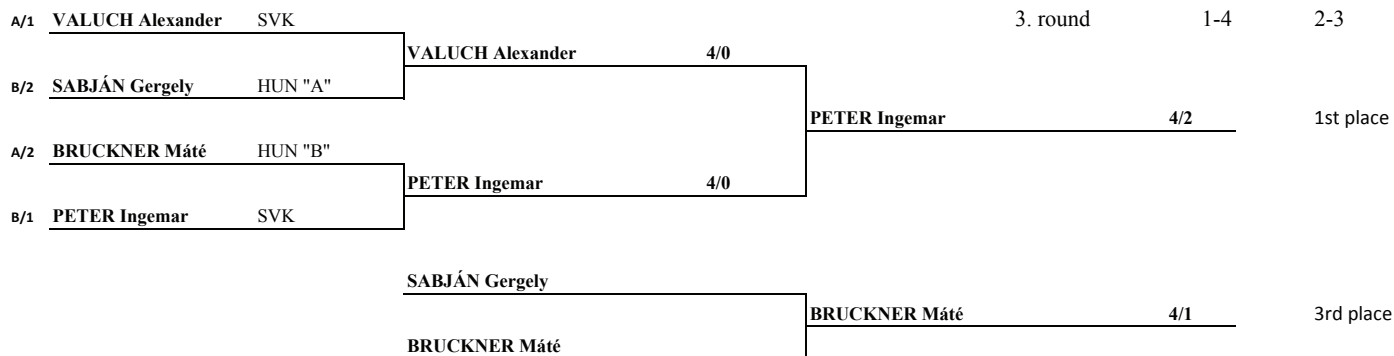 A/1 VALUCH Alexander SVK 3. round 1-4 2-3
VALUCH Alexander 4/0
B/2 SABJÁN Gergely HUN "A"
PETER Ingemar 4/2 1st place
A/2 BRUCKNER Máté HUN "B"
PETER Ingemar 4/0
B/1 PETER Ingemar SVK
SABJÁN Gergely
BRUCKNER Máté 4/1 3rd place
BRUCKNER Máté